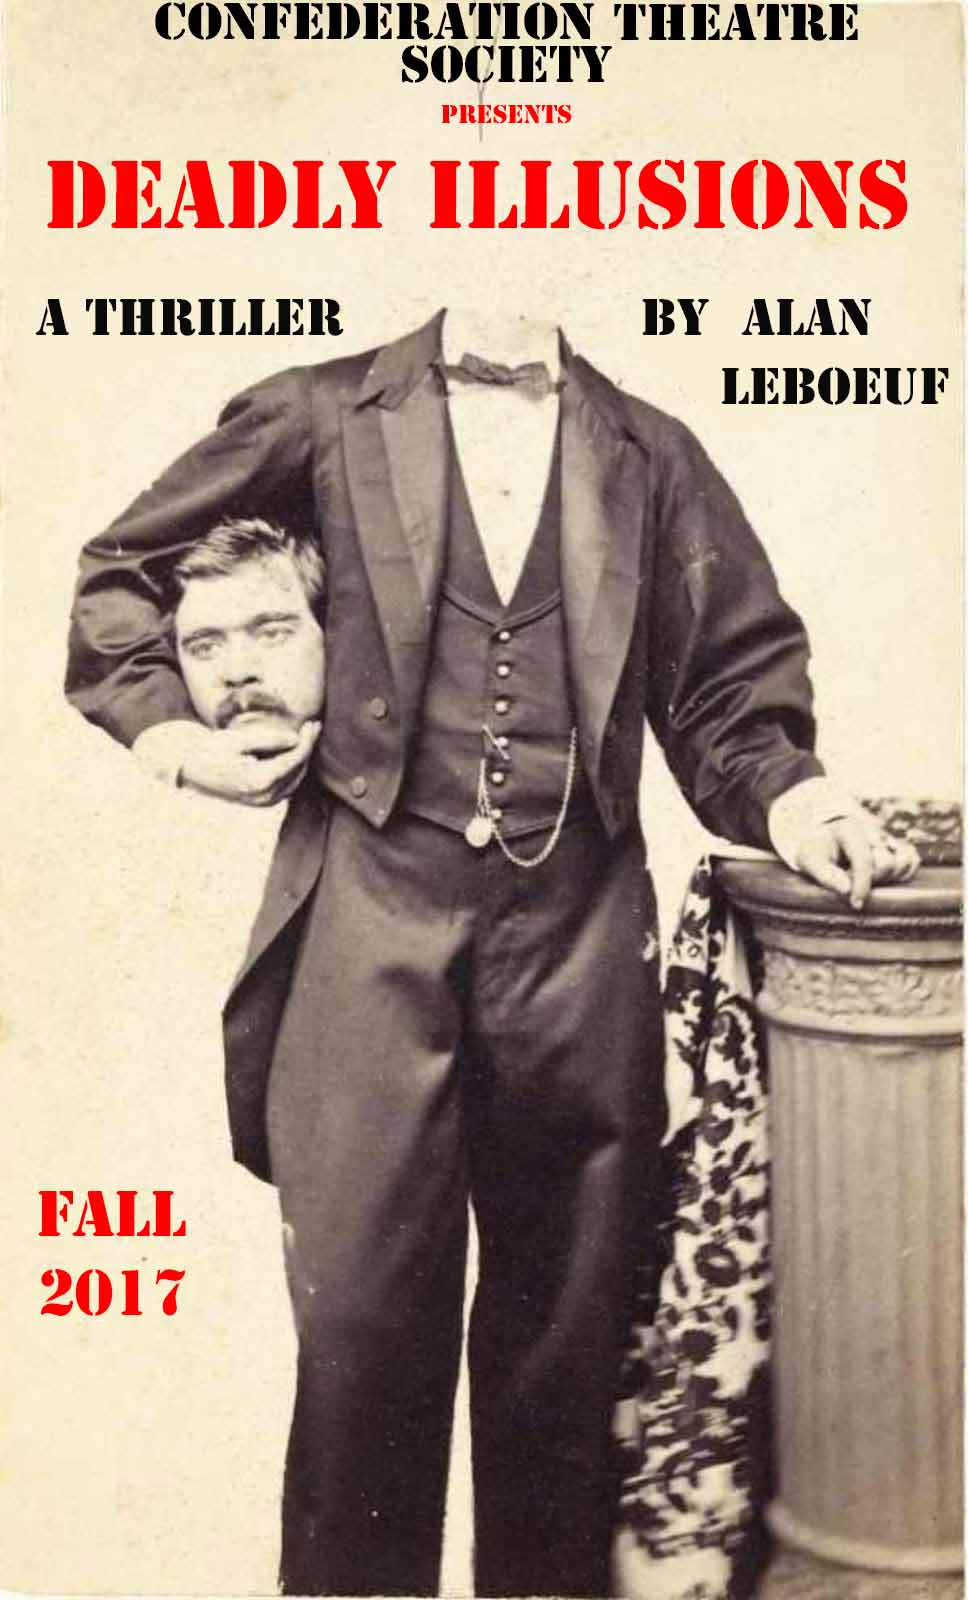 CONFEDERATION THEATRE
SOCIETY
PRESENTS
DEADLY ILLUSIONS
A THRILLER BY ALAN
LEBOEUF
FALL
2017